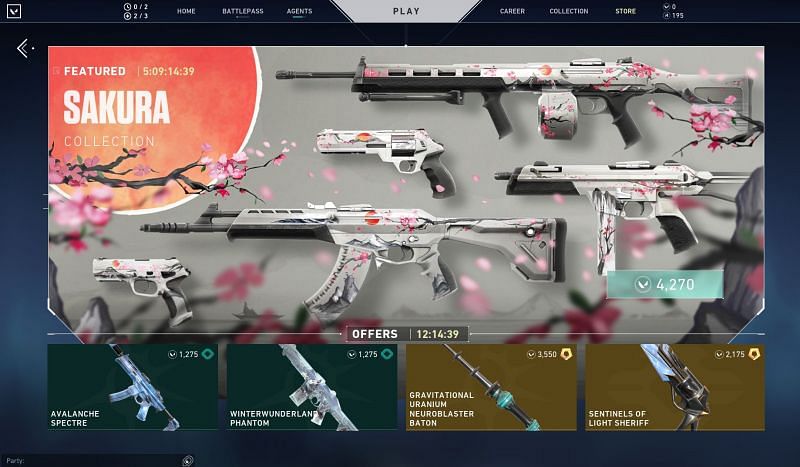 0 / 2
2 / 3
HOME
BATTLEPASS
AGENTS
PLAY
CAREER
COLLECTION
STORE
0
195
FEATURED | 5:09:14:39
SAKURA
COLLECTION
4,270
OFFERS | 12:14:39
1,275
AVALANCHE
SPECTRE
1,275
WINTERWUNDERLAND
PHANTOM
3,550
GRAVITATIONAL
URANIUM
NEUROBLASTER
BATON
2,175
SENTINELS OF
LIGHT SHERIFF
Party: